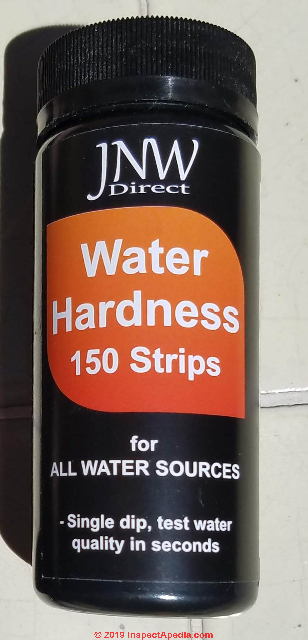 JNW
Direct
Water
Hardness
150 Strips
for
ALL WATER SOURCES
- Single dip, test water
quality in seconds
© 2019 InspectApedia.com